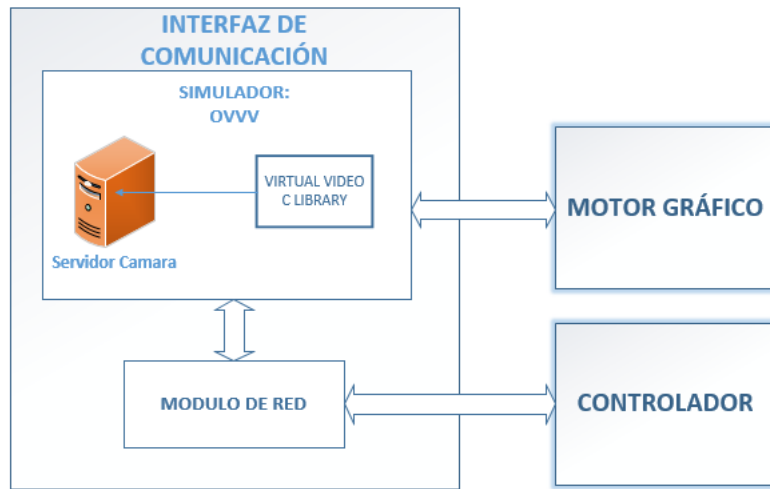 INTERFAZ DE
COMUNICACIÓN
SIMULADOR:
OVVV
VIRTUAL VIDEO
C LIBRARY
Servidor Camara
MOTOR GRÁFICO
MODULO DE RED
CONTROLADOR